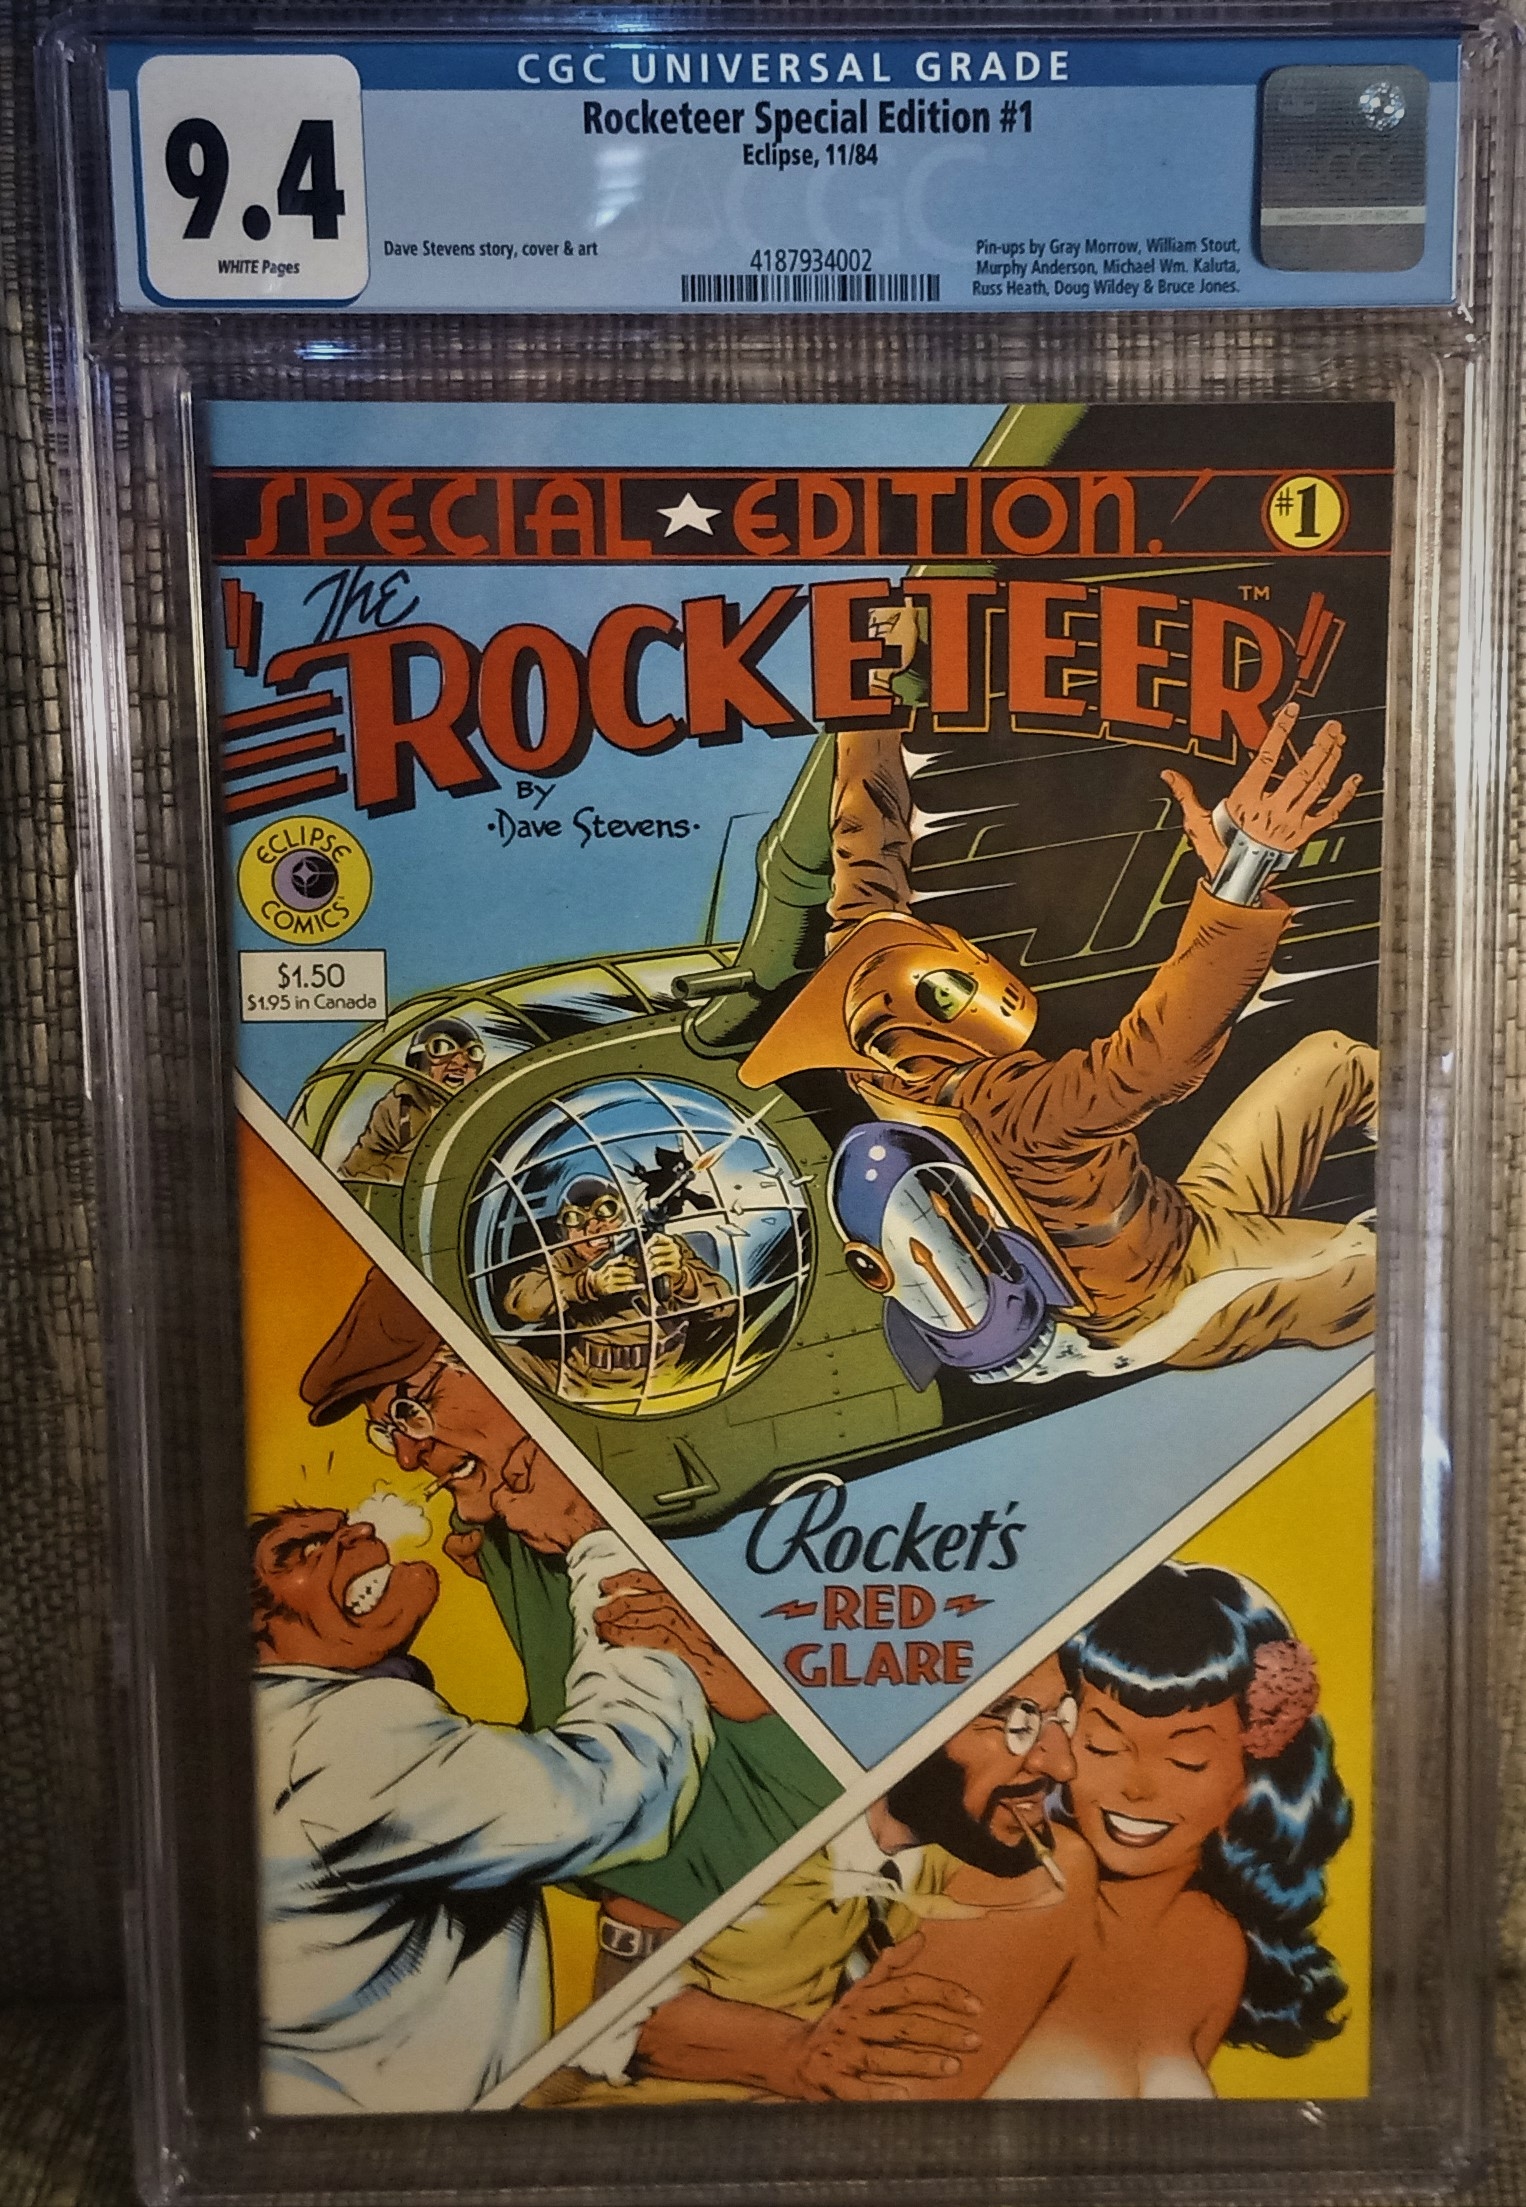 CGC UNIVERSAL GRADE
9.4
WHITE Pages
Rocketeer Special Edition #1
Eclipse, 11/84
Dave Stevens story, cover & art
4187934002
Pin-ups by Gray Morrow, William Stout,
Murphy Anderson, Michael Wm. Kaluta,
Russ Heath, Doug Wildey & Bruce Jones.
CGC
SPECIAL EDITION!
#1
"The
ROCKETEER"
TM
BY
·Dave Stevens·
ECLIPSE
COMICS
$1.50
$1.95 in Canada
Rocket's
RED
GLARE